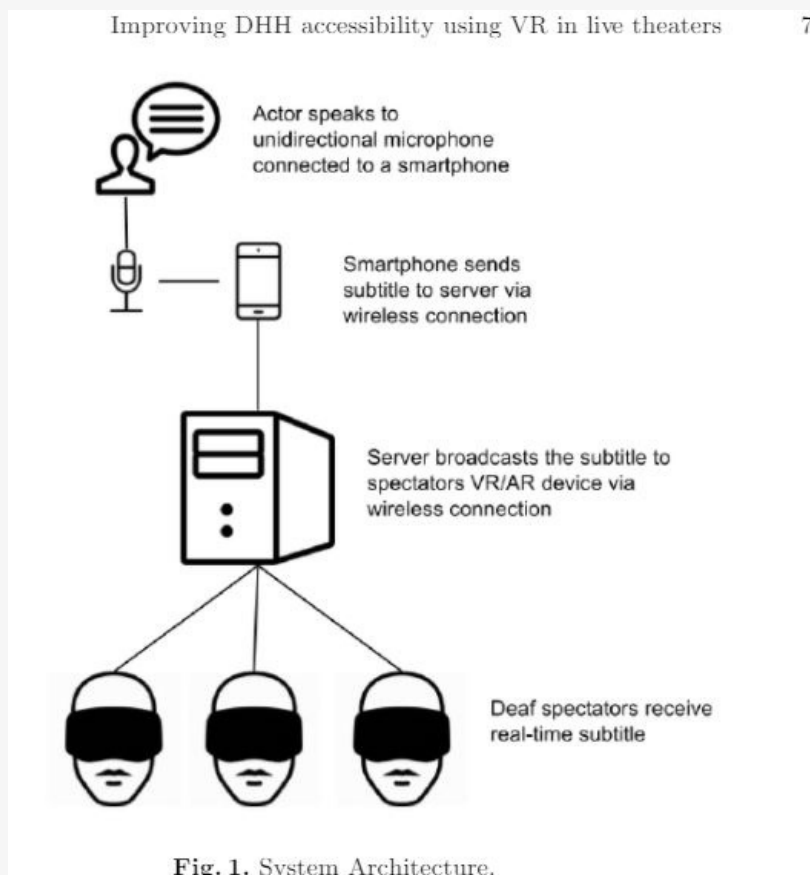 Improving DHH accessibility using VR in live theaters 7
Actor speaks to
unidirectional microphone
connected to a smartphone
Smartphone sends
subtitle to server via
wireless connection
Server broadcasts the subtitle to
spectators VR/AR device via
wireless connection
Deaf spectators receive
real-time subtitle
Fig. 1. System Architecture.